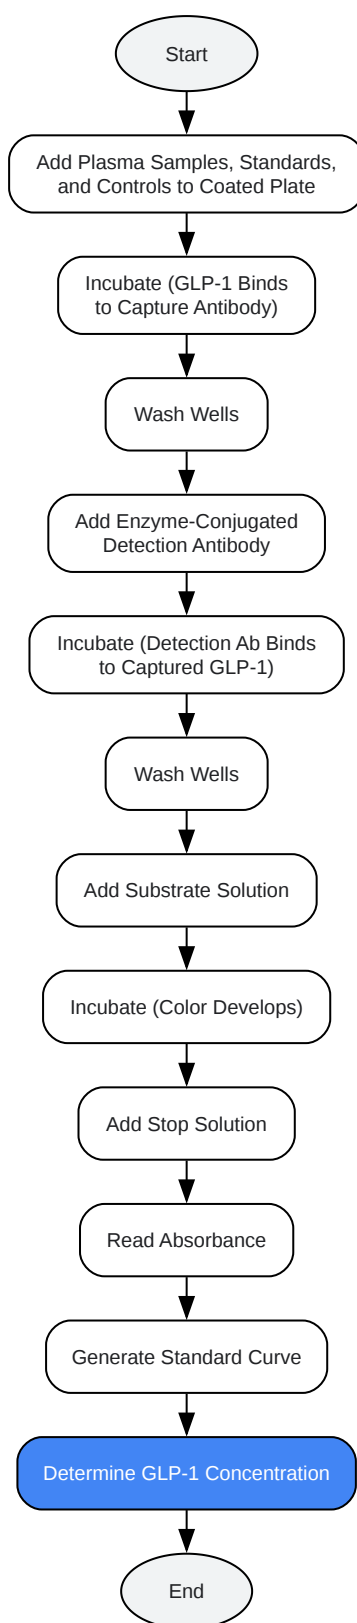 Start
Add Plasma Samples, Standards,
and Controls to Coated Plate
Incubate (GLP-1 Binds
to Capture Antibody)
Wash Wells
Add Enzyme-Conjugated
Detection Antibody
Incubate (Detection Ab Binds
to Captured GLP-1)
Wash Wells
Add Substrate Solution
Incubate (Color Develops)
Add Stop Solution
Read Absorbance
Generate Standard Curve
Determine GLP-1 Concentration
End